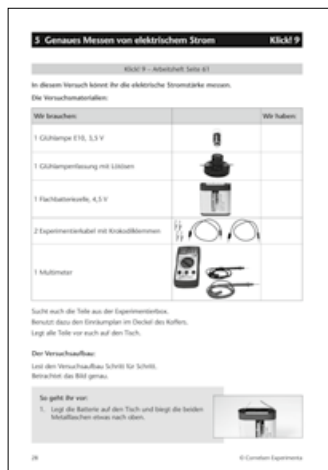 5 Genaues Messen von elektrischem Strom Klick! 9
Klick! 9 – Arbeitsheft Seite 61
In diesem Versuch könnt ihr die elektrische Stromstärke messen.
Die Versuchsmaterialien:
Wir brauchen: Wir haben:
1 Glühlampe E10, 3,5 V
1 Glühlampenfassung mit Lötösen
1 Flachbatteriezelle, 4,5 V
2 Experimentierkabel mit Krokodilklemmen
1 Multimeter
Sucht euch die Teile aus der Experimentierbox.
Benutzt dazu den Einräumplan im Deckel des Koffers.
Legt alle Teile vor euch auf den Tisch.
Der Versuchsaufbau:
Lest den Versuchsaufbau Schritt für Schritt.
Betrachtet das Bild genau.
So geht ihr vor:
1. Legt die Batterie auf den Tisch und biegt die beiden
Metalllaschen etwas nach oben.
28 © Cornelsen Experimenta